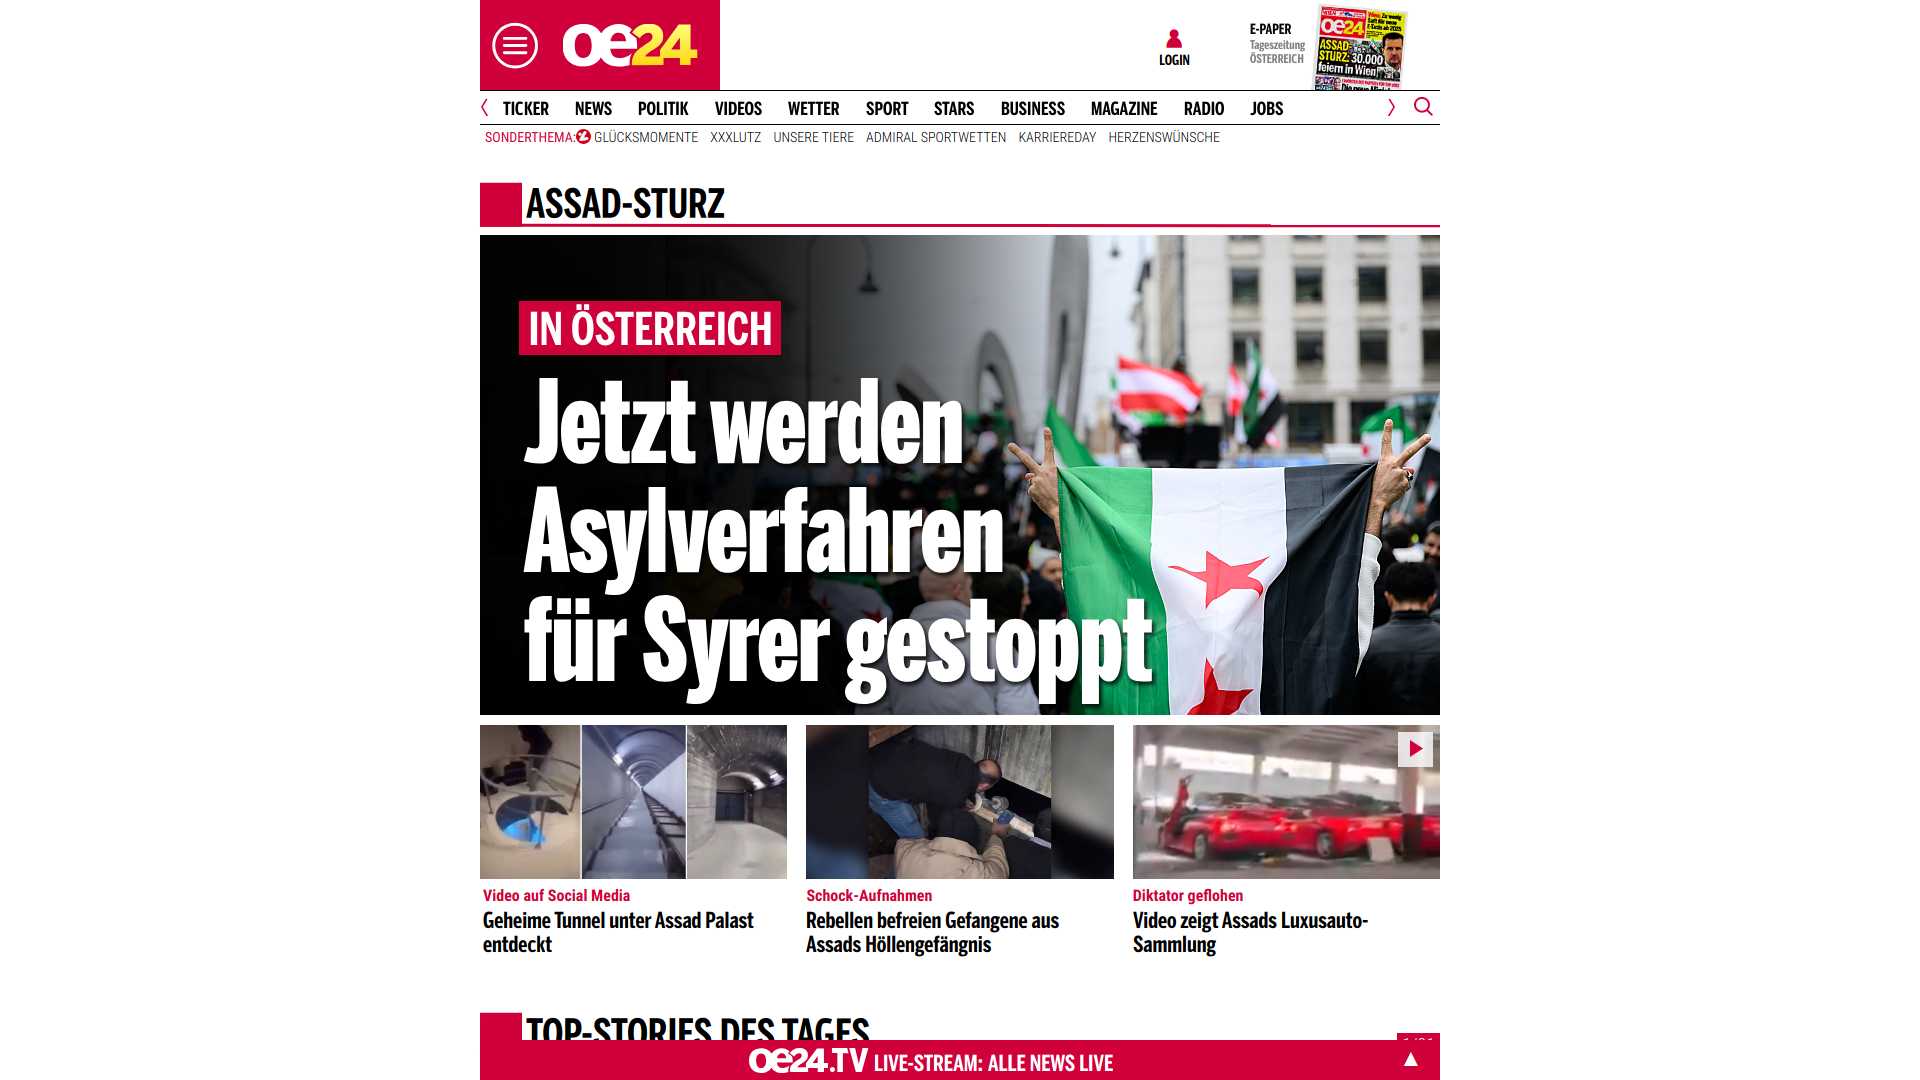 oe24
LOGIN
E-PAPER
Tageszeitung
ÖSTERREICH
oe24
ASSAD-
STURZ: 30.000
feiern in Wien
TICKER NEWS POLITIK VIDEOS WETTER SPORT STARS BUSINESS MAGAZINE RADIO JOBS
SONDERTHEMA: GLÜCKSMOMENTE XXXLUTZ UNSERE TIERE ADMIRAL SPORTWETTEN KARRIEREDAY HERZENSWÜNSCHE
ASSAD-STURZ
IN ÖSTERREICH
Jetzt werden
Asylverfahren
für Syrer gestoppt
Video auf Social Media
Geheime Tunnel unter Assad Palast
entdeckt
Schock-Aufnahmen
Rebellen befreien Gefangene aus
Assads Höllengefängnis
Diktator geflohen
Video zeigt Assads Luxusauto-
Sammlung
TOP-STORIES DES TAGES
oe24.TV LIVE-STREAM: ALLE NEWS LIVE